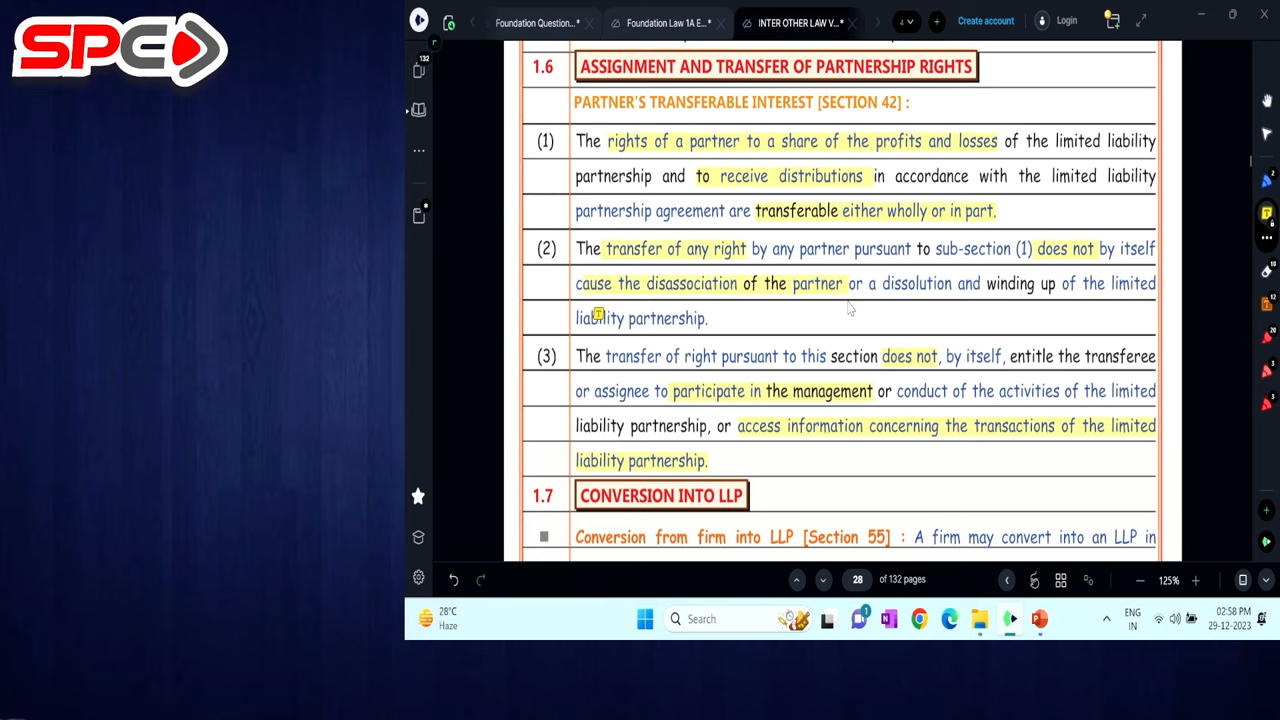 SPC
Foundation Question...*
Foundation Law 1A E...*
INTER OTHER LAW V...*
4
Create account
Login
132
1.6 ASSIGNMENT AND TRANSFER OF PARTNERSHIP RIGHTS
PARTNER'S TRANSFERABLE INTEREST [SECTION 42] :
(1) The rights of a partner to a share of the profits and losses of the limited liability
partnership and to receive distributions in accordance with the limited liability
partnership agreement are transferable either wholly or in part.
(2) The transfer of any right by any partner pursuant to sub-section (1) does not by itself
cause the disassociation of the partner or a dissolution and winding up of the limited
liability partnership.
(3) The transfer of right pursuant to this section does not, by itself, entitle the transferee
or assignee to participate in the management or conduct of the activities of the limited
liability partnership, or access information concerning the transactions of the limited
liability partnership.
1.7 CONVERSION INTO LLP
Conversion from firm into LLP [Section 55] : A firm may convert into an LLP in
28 of 132 pages
125%
28°C
Haze
Search
ENG
IN
02:58 PM
29-12-2023